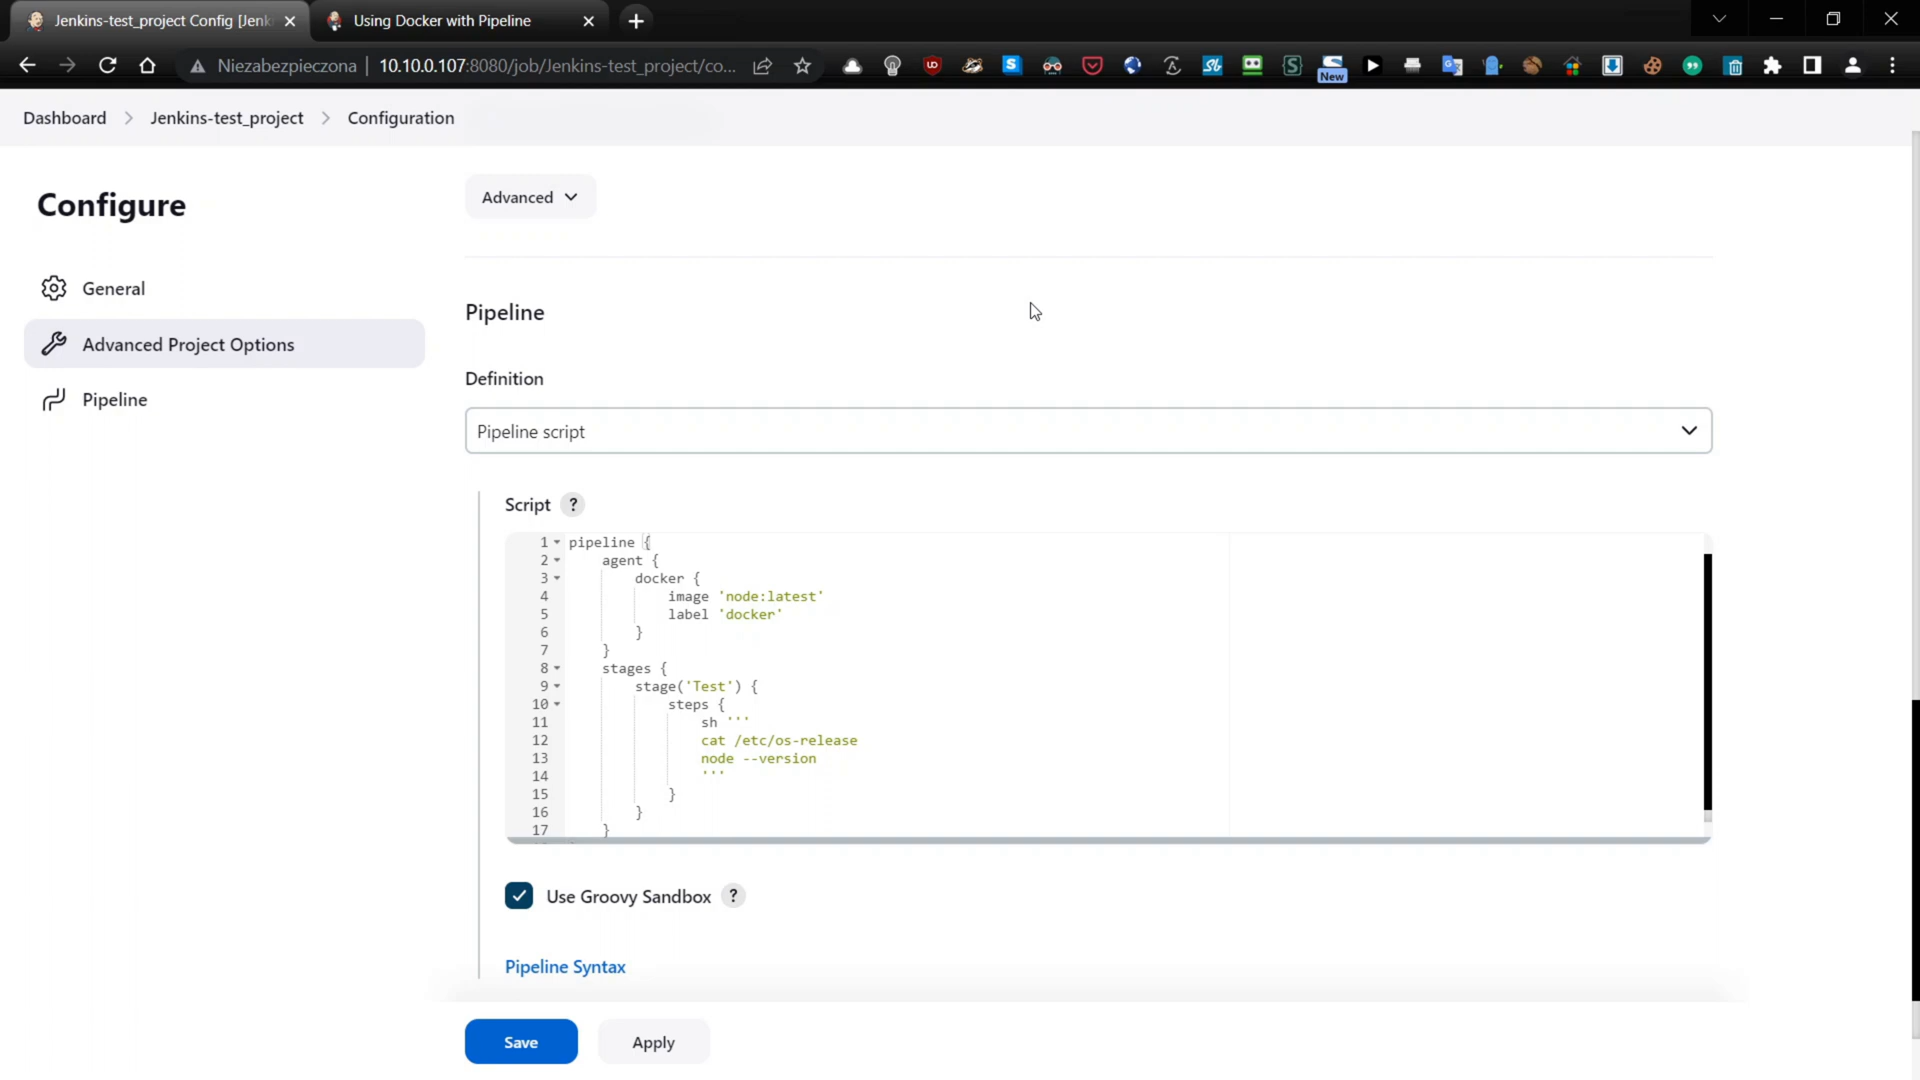 Jenkins-test_project Config [Jenk
Using Docker with Pipeline
Niezabezpieczona
10.10.0.107:8080/job/Jenkins-test_project/co...
New
Dashboard
Jenkins-test_project
Configuration
Configure
General
Advanced Project Options
Pipeline
Advanced
Pipeline
Definition
Pipeline script
Script ?
1 pipeline {
2 agent {
3 docker {
4 image 'node:latest'
5 label 'docker'
6 }
7 }
8 stages {
9 stage('Test') {
10 steps {
11 sh '''
12 cat /etc/os-release
13 node --version
14 '''
15 }
16 }
17 }
Use Groovy Sandbox ?
Pipeline Syntax
Save
Apply